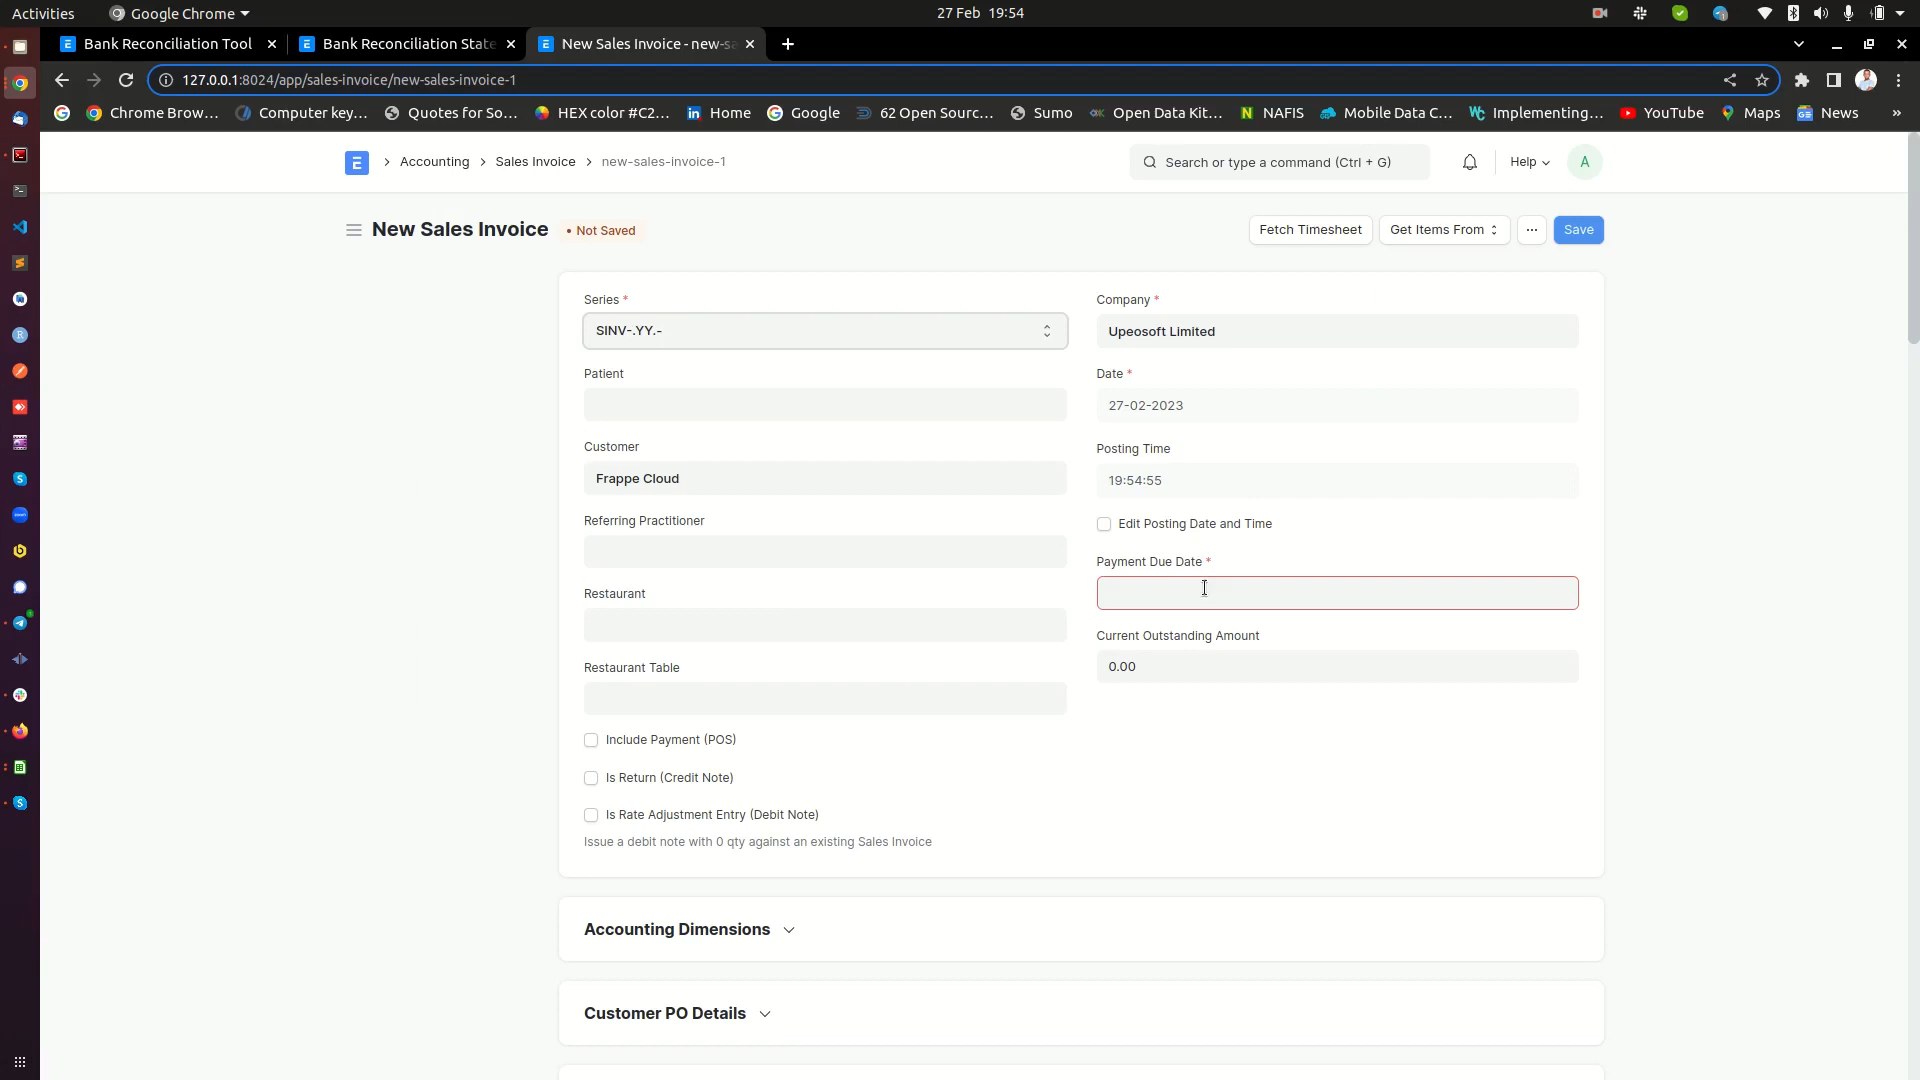 Activities
Google Chrome
27 Feb 19:54
Bank Reconciliation Tool
Bank Reconciliation State
New Sales Invoice - new-sa
127.0.0.1:8024/app/sales-invoice/new-sales-invoice-1
Chrome Brow...
Computer key...
Quotes for So...
HEX color #C2...
Home
Google
62 Open Sourc...
Sumo
Open Data Kit...
NAFIS
Mobile Data C...
Implementing...
YouTube
Maps
News
»
E
Accounting
Sales Invoice
new-sales-invoice-1
Search or type a command (Ctrl + G)
Help
A
New Sales Invoice
• Not Saved
Fetch Timesheet
Get Items From
...
Save
Series *
SINV-.YY.-
Patient
Customer
Frappe Cloud
Referring Practitioner
Restaurant
Restaurant Table
Include Payment (POS)
Is Return (Credit Note)
Is Rate Adjustment Entry (Debit Note)
Issue a debit note with 0 qty against an existing Sales Invoice
Company *
Upeosoft Limited
Date *
27-02-2023
Posting Time
19:54:55
Edit Posting Date and Time
Payment Due Date *
Current Outstanding Amount
0.00
Accounting Dimensions
Customer PO Details